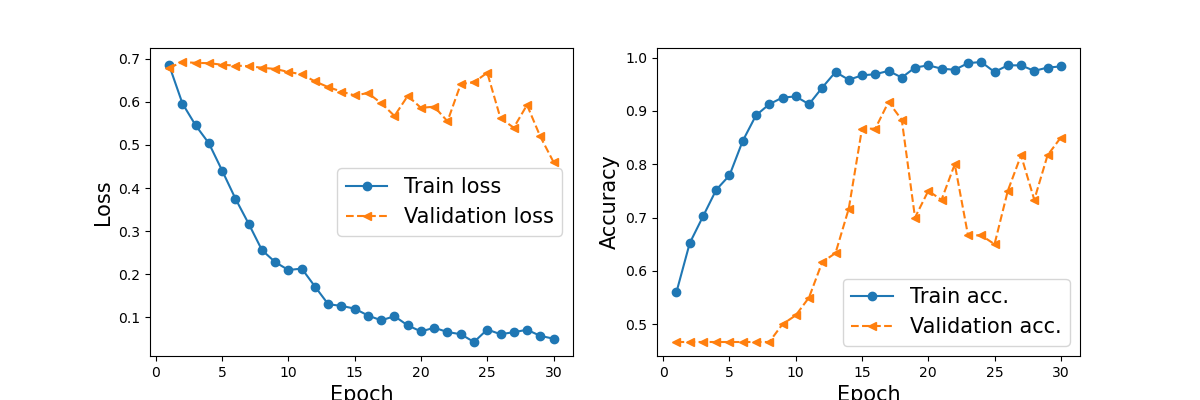 0.7
0.6
0.5
0.4
0.3
0.2
0.1
Loss
0 5 10 15 20 25 30
Epoch
Train loss
Validation loss
1.0
0.9
0.8
0.7
0.6
0.5
Accuracy
0 5 10 15 20 25 30
Epoch
Train acc.
Validation acc.